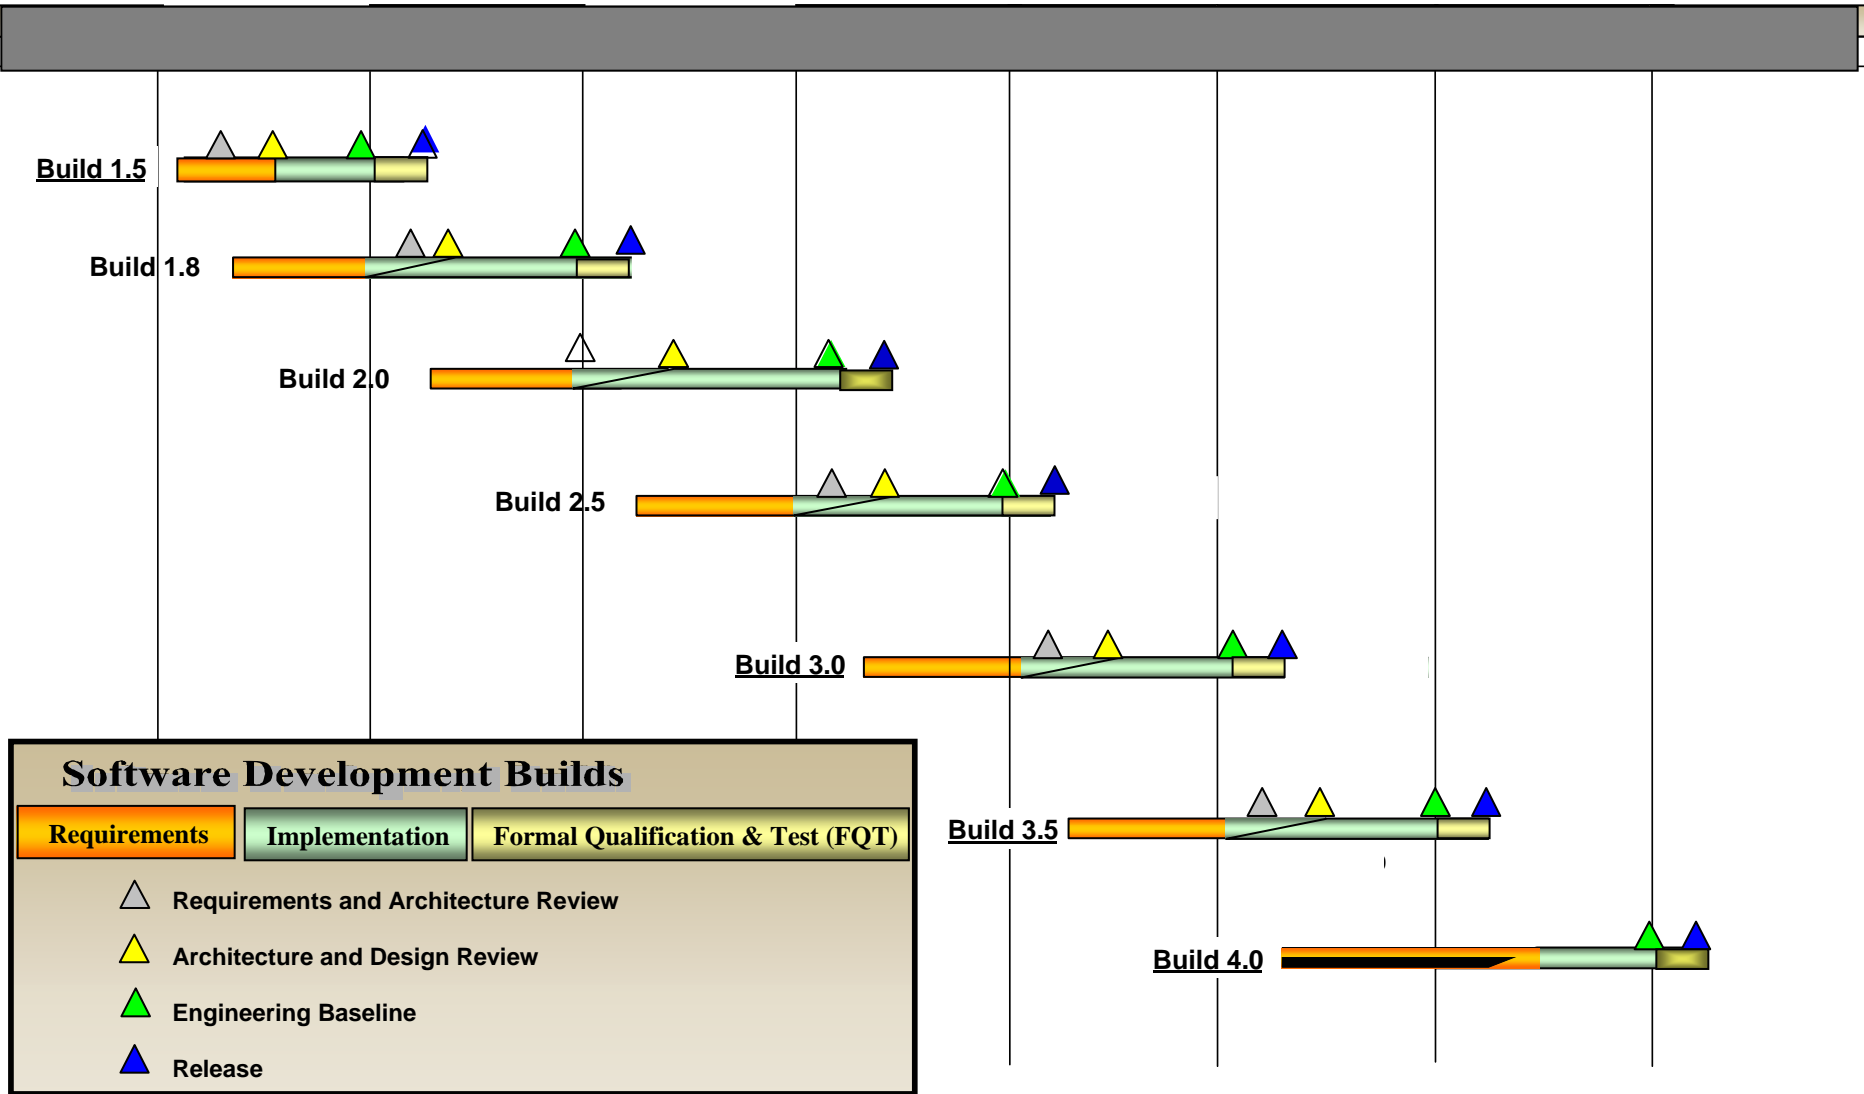 Build 1.5
Build 1.8
Build 2.0
Build 2.5
Build 3.0
Software Development Builds
Requirements
Implementation
Formal Qualification & Test (FQT)
Build 3.5
Requirements and Architecture Review
Architecture and Design Review
Build 4.0
Engineering Baseline
Release